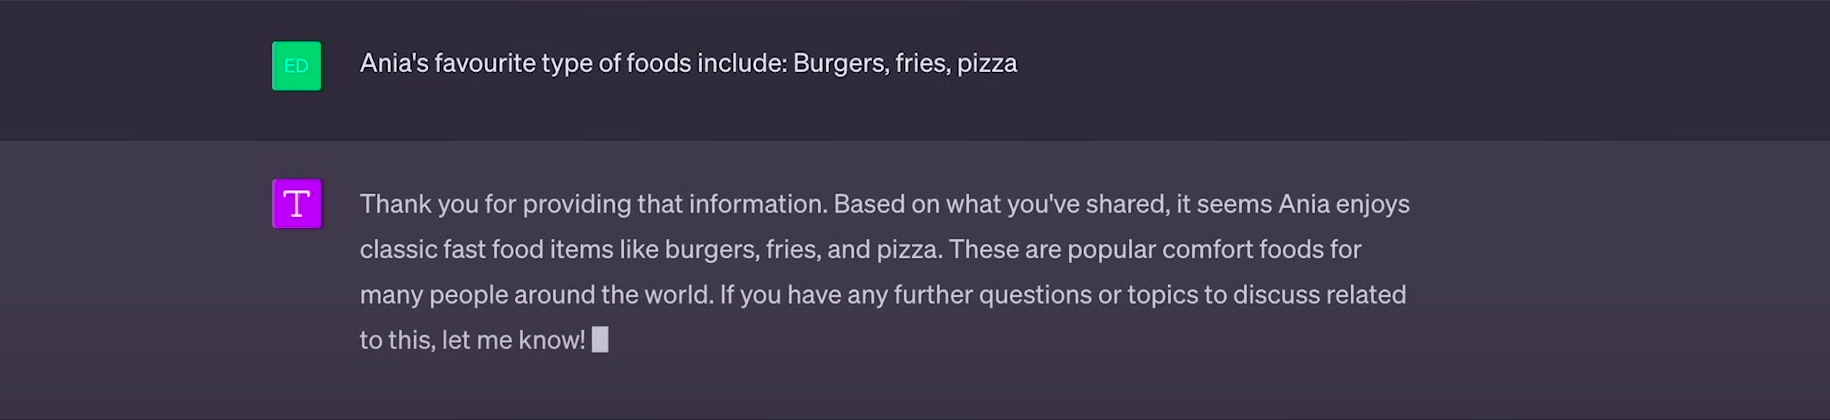 ED
Ania's favourite type of foods include: Burgers, fries, pizza
T
Thank you for providing that information. Based on what you've shared, it seems Ania enjoys
classic fast food items like burgers, fries, and pizza. These are popular comfort foods for
many people around the world. If you have any further questions or topics to discuss related
to this, let me know!